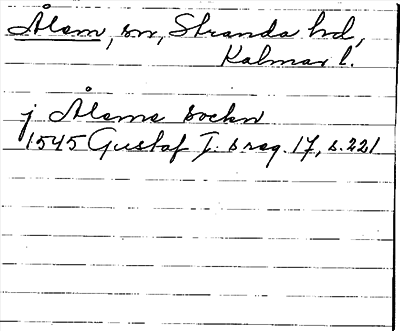 Ålem, sn, Stranda hd,
Kalmar l.
j Ålems sockn
1545 Gustaf I:s reg. 17, s. 221